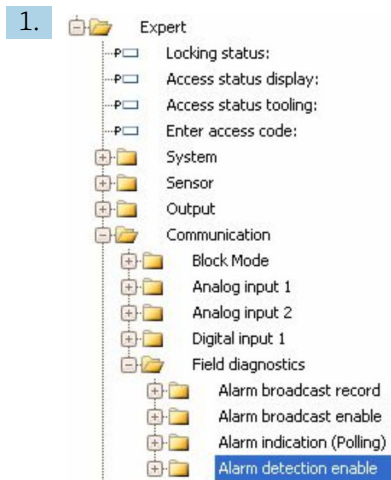 1.
Expert
Locking status:
Access status display:
Access status tooling:
Enter access code:
System
Sensor
Output
Communication
Block Mode
Analog input 1
Analog input 2
Digital input 1
Field diagnostics
Alarm broadcast record
Alarm broadcast enable
Alarm indication (Polling)
Alarm detection enable